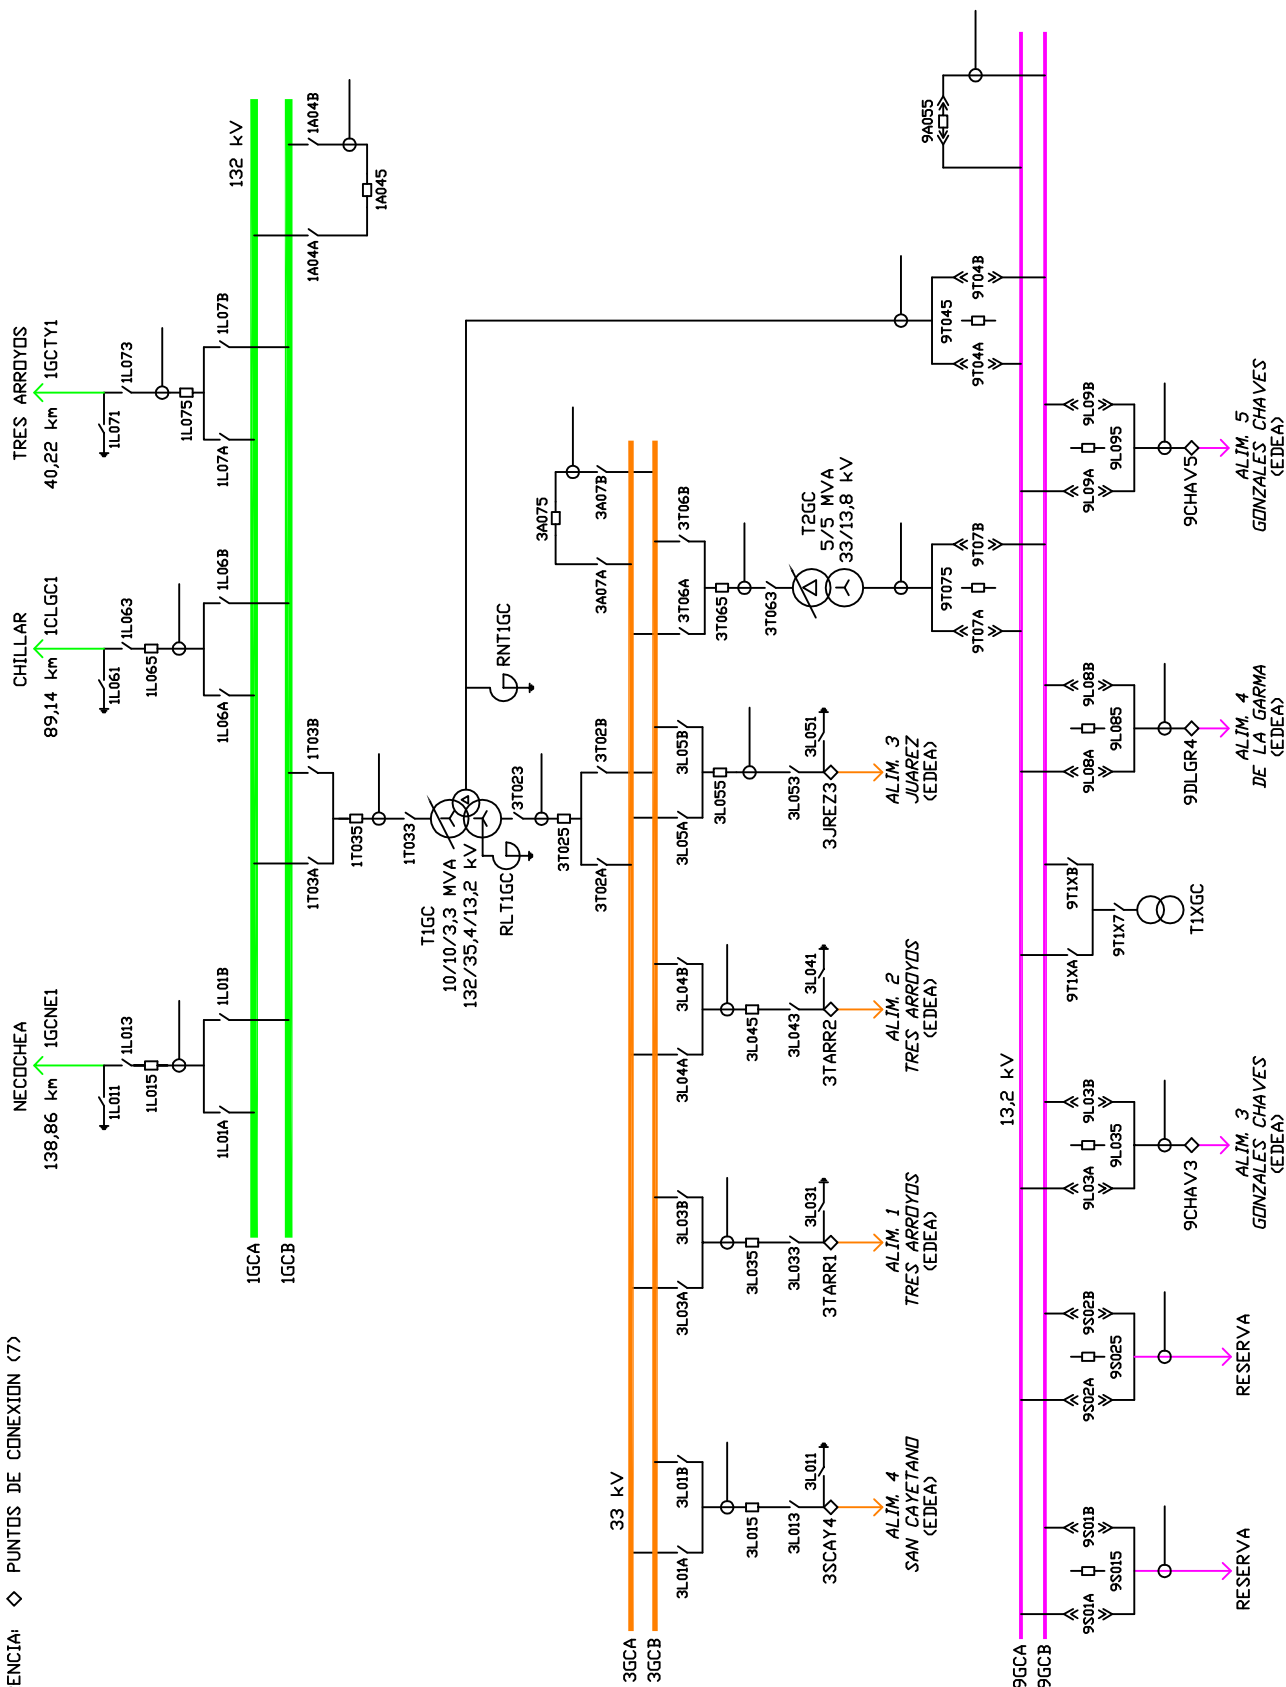 ENCIA: ◇ PUNTOS DE CONEXION (7)
NECOCHEA
138,86 km 1GCNE1
1L011
1L013
1L015
1L01A
1L01B
CHILLAR
89,14 km 1CLGC1
1L061
1L063
1L065
1L06A
1L06B
TRES ARROYOS
40,22 km 1GCTY1
1L071
1L073
1L075
1L07A
1L07B
132 kV
1GCA
1GCB
1A04A
1A04B
1A045
1T03A
1T03B
1T035
1T033
T1GC
10/10/3,3 MVA
132/35,4/13,2 kV
RLT1GC
RNT1GC
3T023
3T025
3T02A
3T02B
3A075
3A07A
3A07B
33 kV
3GCA
3GCB
3L01A
3L01B
3L015
3L013
3L011
3SCAY4
ALIM. 4
SAN CAYETANO
(EDEA)
3L03A
3L03B
3L035
3L033
3L031
3TARR1
ALIM. 1
TRES ARROYOS
(EDEA)
3L04A
3L04B
3L045
3L043
3L041
3TARR2
ALIM. 2
TRES ARROYOS
(EDEA)
3L05A
3L05B
3L055
3L053
3L051
3JREZ3
ALIM. 3
JUAREZ
(EDEA)
3T06A
3T06B
3T065
3T063
T2GC
5/5 MVA
33/13,8 kV
9T075
9T07A
9T07B
9T045
9T04A
9T04B
9A055
13,2 kV
9GCA
9GCB
9S01A
9S01B
9S015
RESERVA
9S02A
9S02B
9S025
RESERVA
9L03A
9L03B
9L035
9CHAV3
ALIM. 3
GONZALES CHAVES
(EDEA)
9T1XA
9T1XB
9T1X7
T1XGC
9L08A
9L08B
9L085
9DLGR4
ALIM. 4
DE LA GARMA
(EDEA)
9L09A
9L09B
9L095
9CHAV5
ALIM. 5
GONZALES CHAVES
(EDEA)